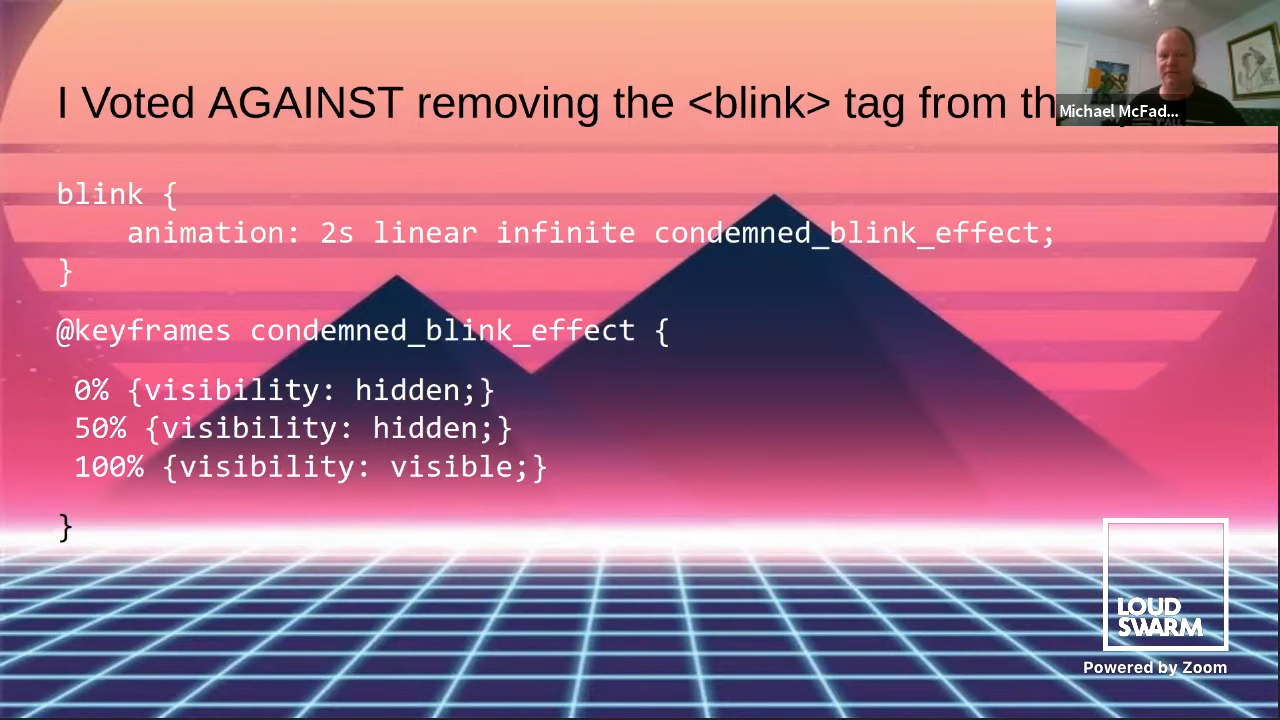 I Voted AGAINST removing the <blink> tag from th
Michael McFad...
blink {
animation: 2s linear infinite condemned_blink_effect;
}
@keyframes condemned_blink_effect {
0% {visibility: hidden;}
50% {visibility: hidden;}
100% {visibility: visible;}
}
LOUD
SWARM
Powered by Zoom